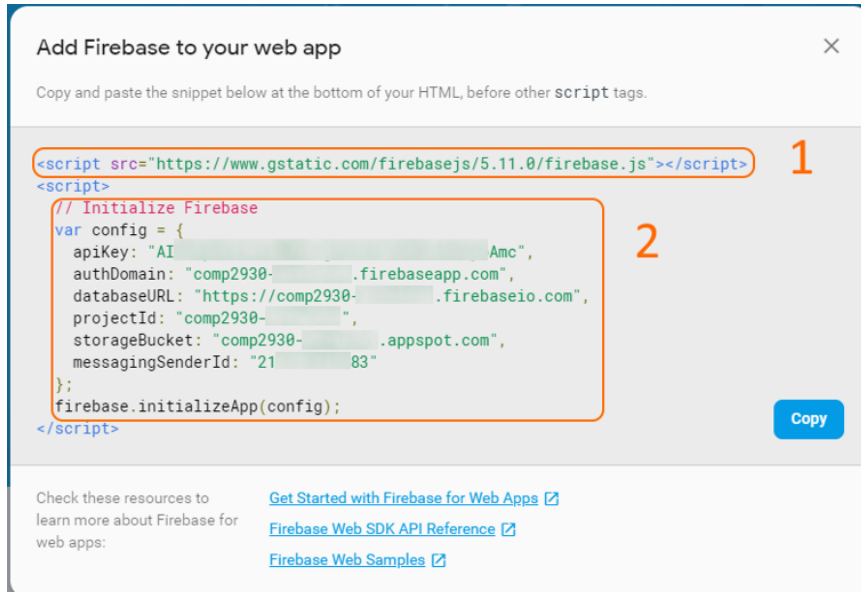 Add Firebase to your web app
Copy and paste the snippet below at the bottom of your HTML, before other script tags.
<script src="https://www.gstatic.com/firebasejs/5.11.0/firebase.js"></script>
1
<script>
// Initialize Firebase
2
var config = {
apiKey: "AI Amc",
authDomain: "comp2930- .firebaseapp.com",
databaseURL: "https://comp2930- .firebaseio.com",
projectId: "comp2930- ",
storageBucket: "comp2930- .appspot.com",
messagingSenderId: "21 83"
};
firebase.initializeApp(config);
</script>
Copy
Check these resources to
learn more about Firebase for
web apps:
Get Started with Firebase for Web Apps
Firebase Web SDK API Reference
Firebase Web Samples